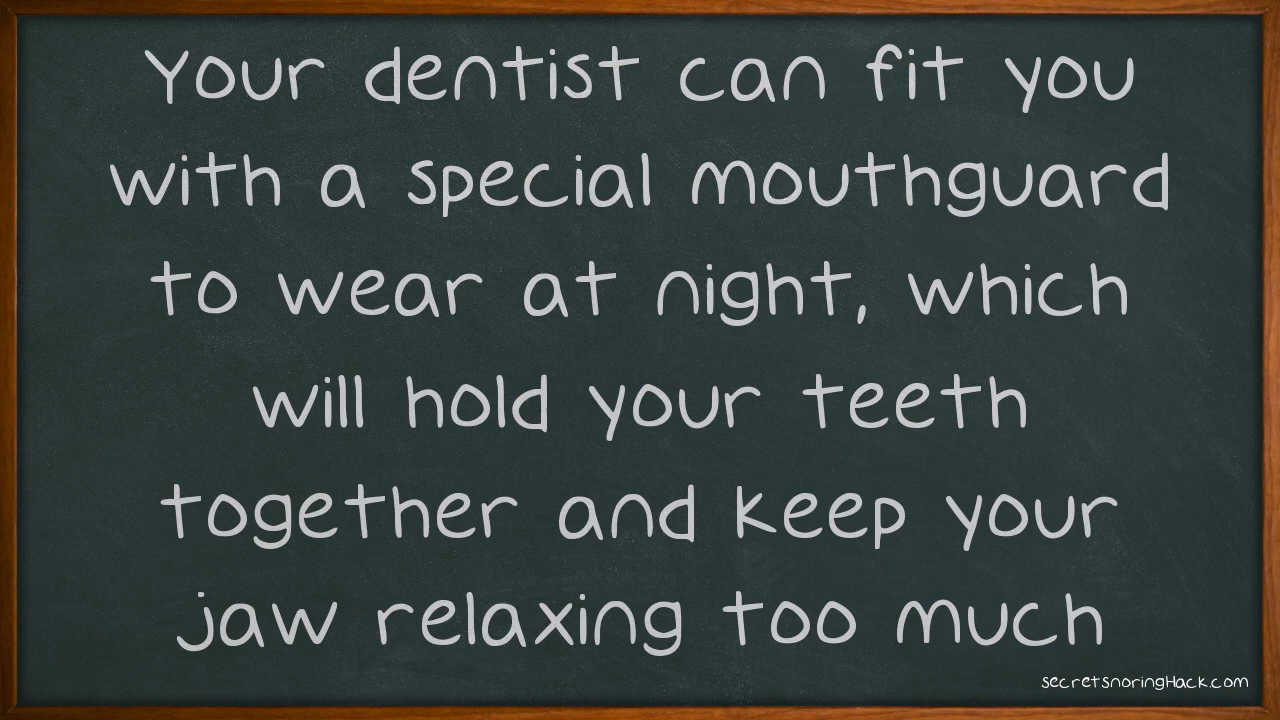 Your dentist can fit you
with a special mouthguard
to wear at night, which
will hold your teeth
together and keep your
jaw relaxing too much
secretsnoringHack.com